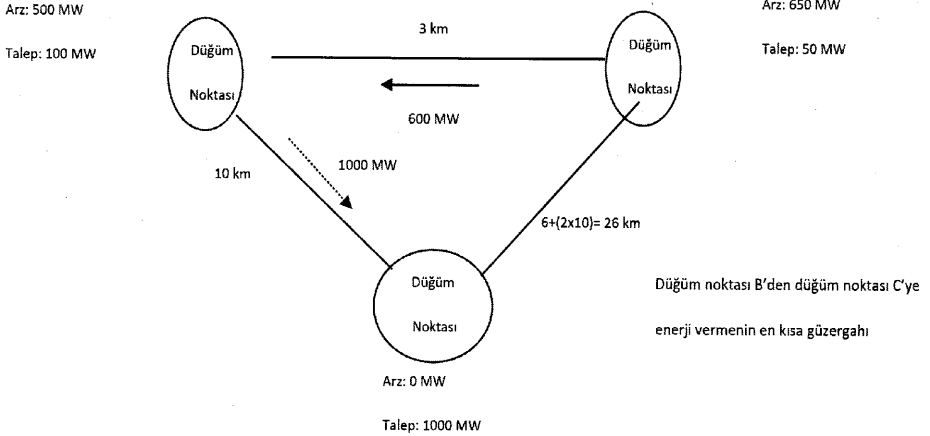 Arz: 500 MW
Talep: 100 MW
Düğüm
Noktası
3 km
600 MW
Arz: 650 MW
Talep: 50 MW
Düğüm
Noktası
10 km
1000 MW
6+(2x10)= 26 km
Düğüm
Noktası
Arz: 0 MW
Talep: 1000 MW
Düğüm noktası B'den düğüm noktası C'ye
enerji vermenin en kısa güzergahı